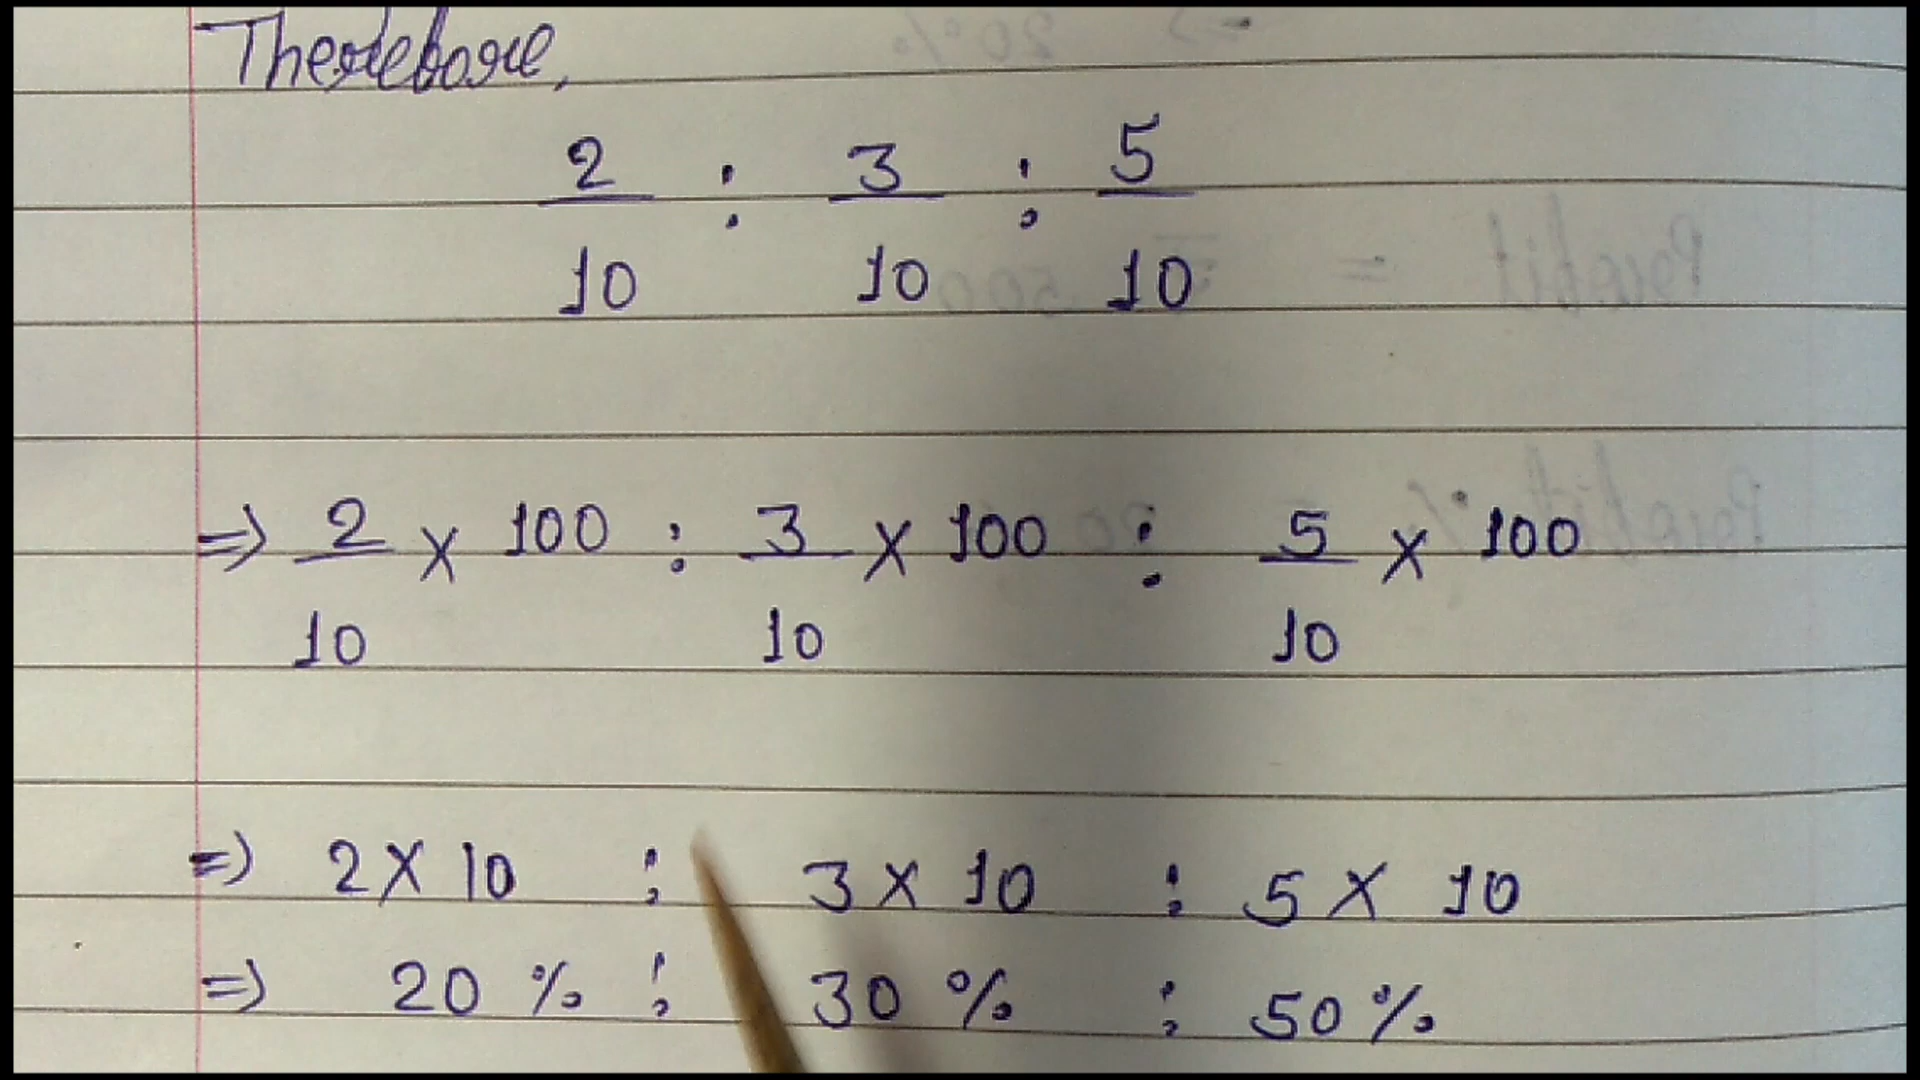 Therefore,
2/10 : 3/10 : 5/10
=> 2/10 × 100 : 3/10 × 100 : 5/10 × 100
=> 2 × 10 : 3 × 10 : 5 × 10
=> 20 % : 30 % : 50 %